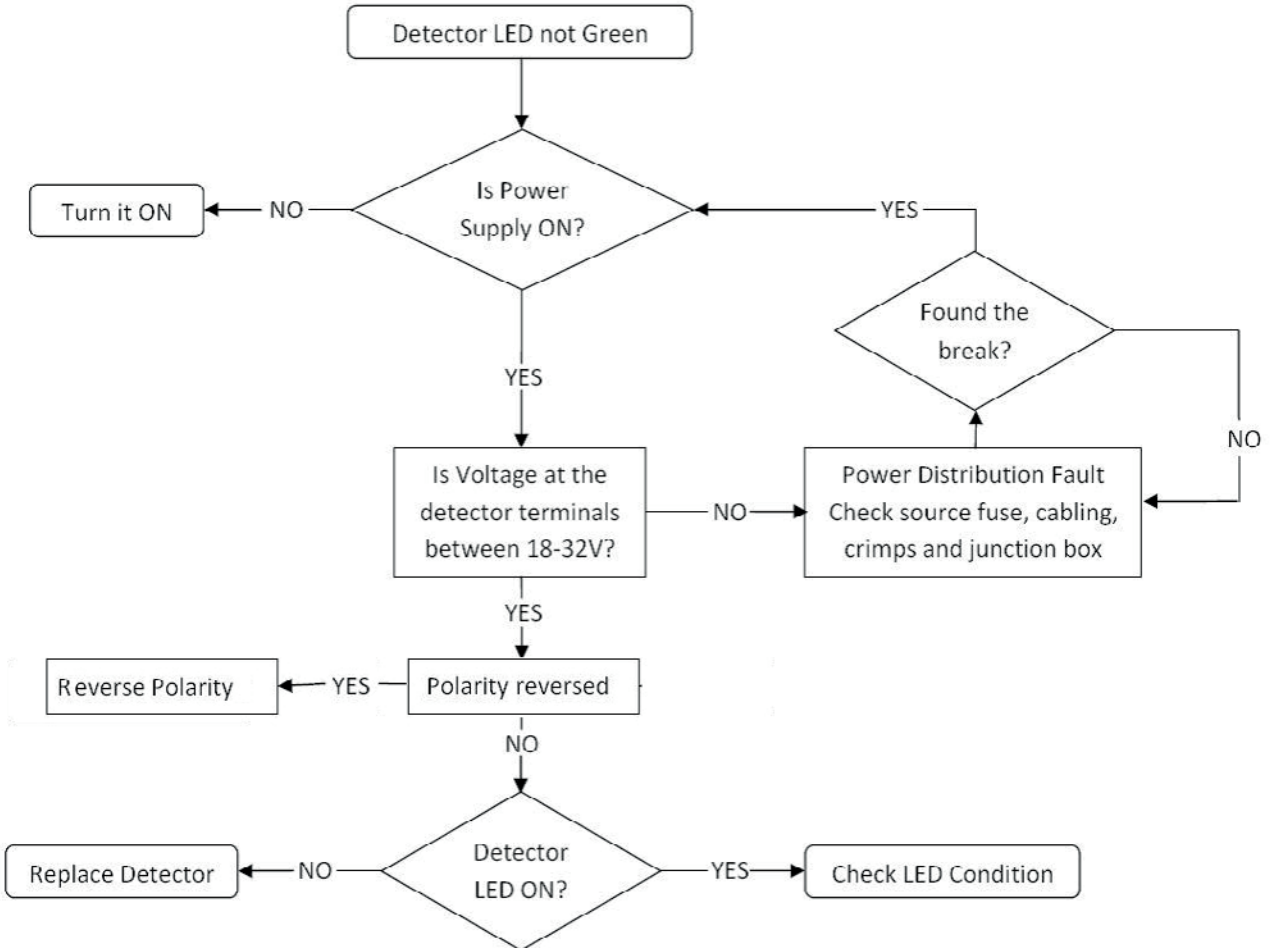 Detector LED not Green
Is Power
Supply ON?
Turn it ON
NO
YES
Found the
break?
YES
NO
Is Voltage at the
detector terminals
between 18-32V?
NO
Power Distribution Fault
Check source fuse, cabling,
crimps and junction box
YES
Reverse Polarity
YES
Polarity reversed
NO
Detector
LED ON?
Replace Detector
NO
YES
Check LED Condition